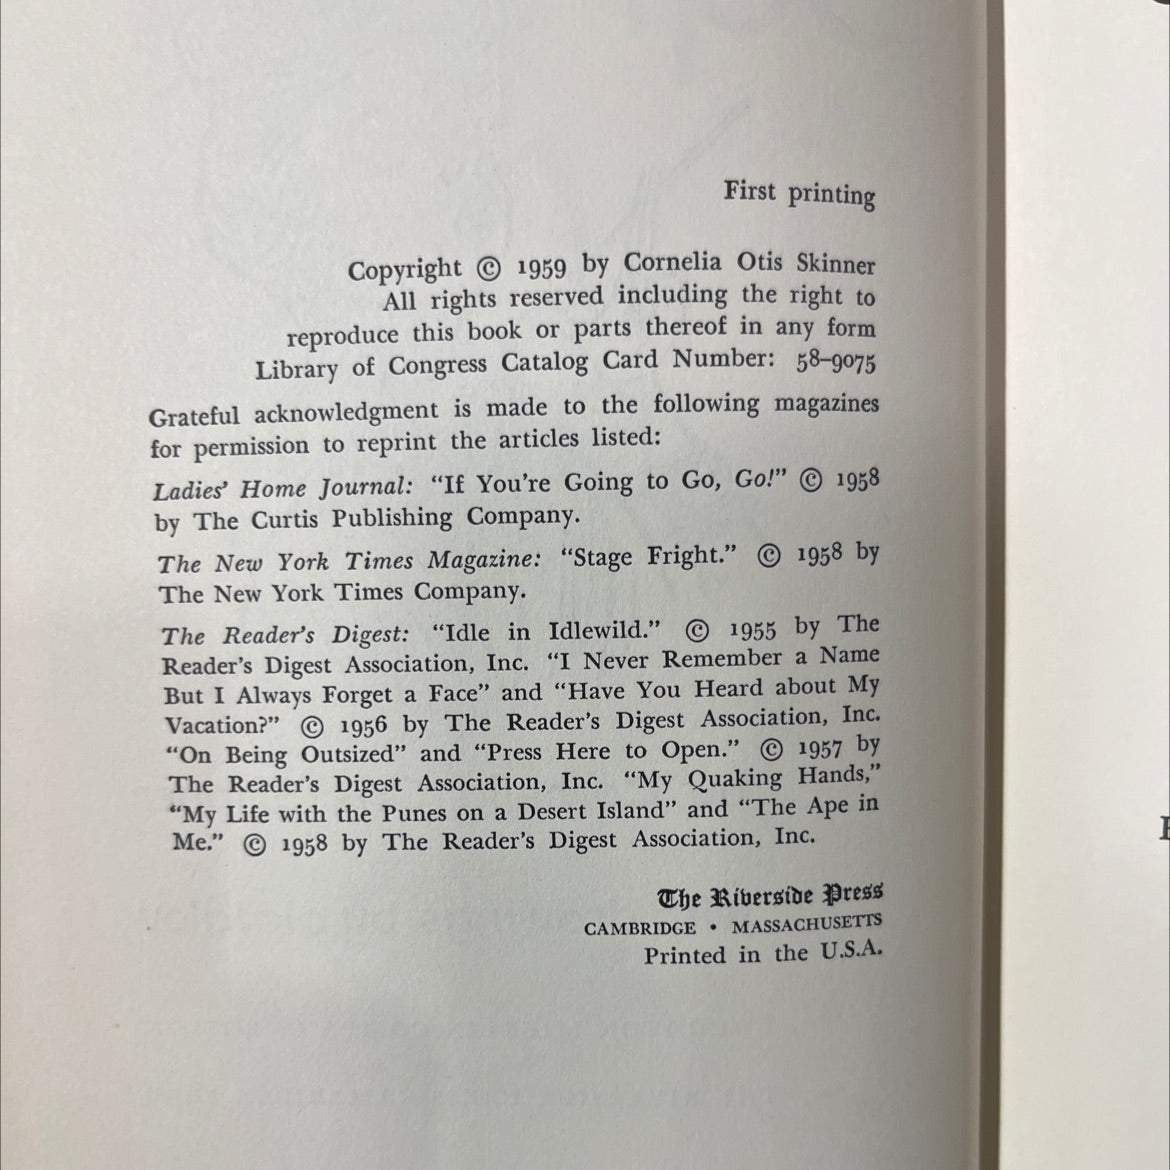 First printing
Copyright © 1959 by Cornelia Otis Skinner
All rights reserved including the right to
reproduce this book or parts thereof in any form
Library of Congress Catalog Card Number: 58–9075
Grateful acknowledgment is made to the following magazines
for permission to reprint the articles listed:
Ladies' Home Journal: “If You're Going to Go, Go!” © 1958
by The Curtis Publishing Company.
The New York Times Magazine: “Stage Fright.” © 1958 by
The New York Times Company.
The Reader's Digest: “Idle in Idlewild.” © 1955 by The
Reader's Digest Association, Inc. “I Never Remember a Name
But I Always Forget a Face” and “Have You Heard about My
Vacation?” © 1956 by The Reader's Digest Association, Inc.
“On Being Outsized” and “Press Here to Open.” © 1957 by
The Reader's Digest Association, Inc. “My Quaking Hands,”
“My Life with the Punes on a Desert Island” and “The Ape in
Me.” © 1958 by The Reader's Digest Association, Inc.
The Riverside Press
CAMBRIDGE • MASSACHUSETTS
Printed in the U.S.A.